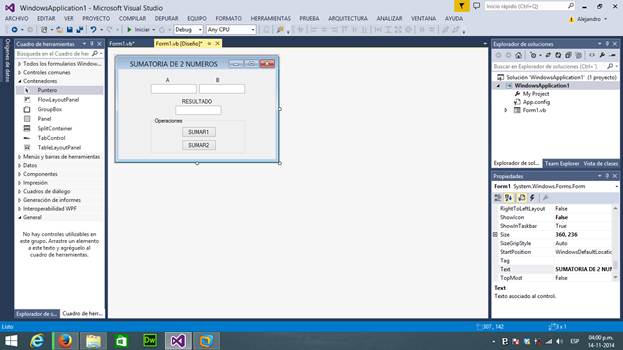 WindowsApplication1 - Microsoft Visual Studio
Inicio rápido (Ctrl+Q)
ARCHIVO EDITAR VER PROYECTO COMPILAR DEPURAR EQUIPO FORMATO HERRAMIENTAS PRUEBA ARQUITECTURA ANALIZAR VENTANA AYUDA
Alejandro
Iniciar Debug Any CPU
Orígenes de datos
Cuadro de herramientas
Buscar en el Cuadro de her
Todos los formularios Window
Controles comunes
Contenedores
Puntero
FlowLayoutPanel
GroupBox
Panel
SplitContainer
TabControl
TableLayoutPanel
Menús y barras de herramientas
Datos
Componentes
Impresión
Cuadros de diálogo
Generación de informes
Interoperabilidad WPF
General
No hay controles utilizables en
este grupo. Arrastre un elemento
a este texto y agréguelo al
cuadro de herramientas.
Explorador de s... Cuadro de herr...
Form1.vb* Form1.vb [Diseño]*
SUMATORIA DE 2 NUMEROS
A B
RESULTADO
Operaciones
SUMAR1
SUMAR2
Explorador de soluciones
Buscar en Explorador de soluciones
Solución 'WindowsApplication1' (1 proyecto)
WindowsApplication1
My Project
App.config
Form1.vb
Explorador de sol... Team Explorer Vista de clases
Propiedades
Form1 System.Windows.Forms.Form
RightToLeftLayout False
ShowIcon False
ShowInTaskbar True
Size 360, 236
SizeGripStyle Auto
StartPosition WindowsDefaultLocatio
Tag
Text SUMATORIA DE 2 NUM
TopMost False
Text
Texto asociado al control.
Listo
307, 142
3 x 1
Dw
ESP
04:00 p.m.
14-11-2014